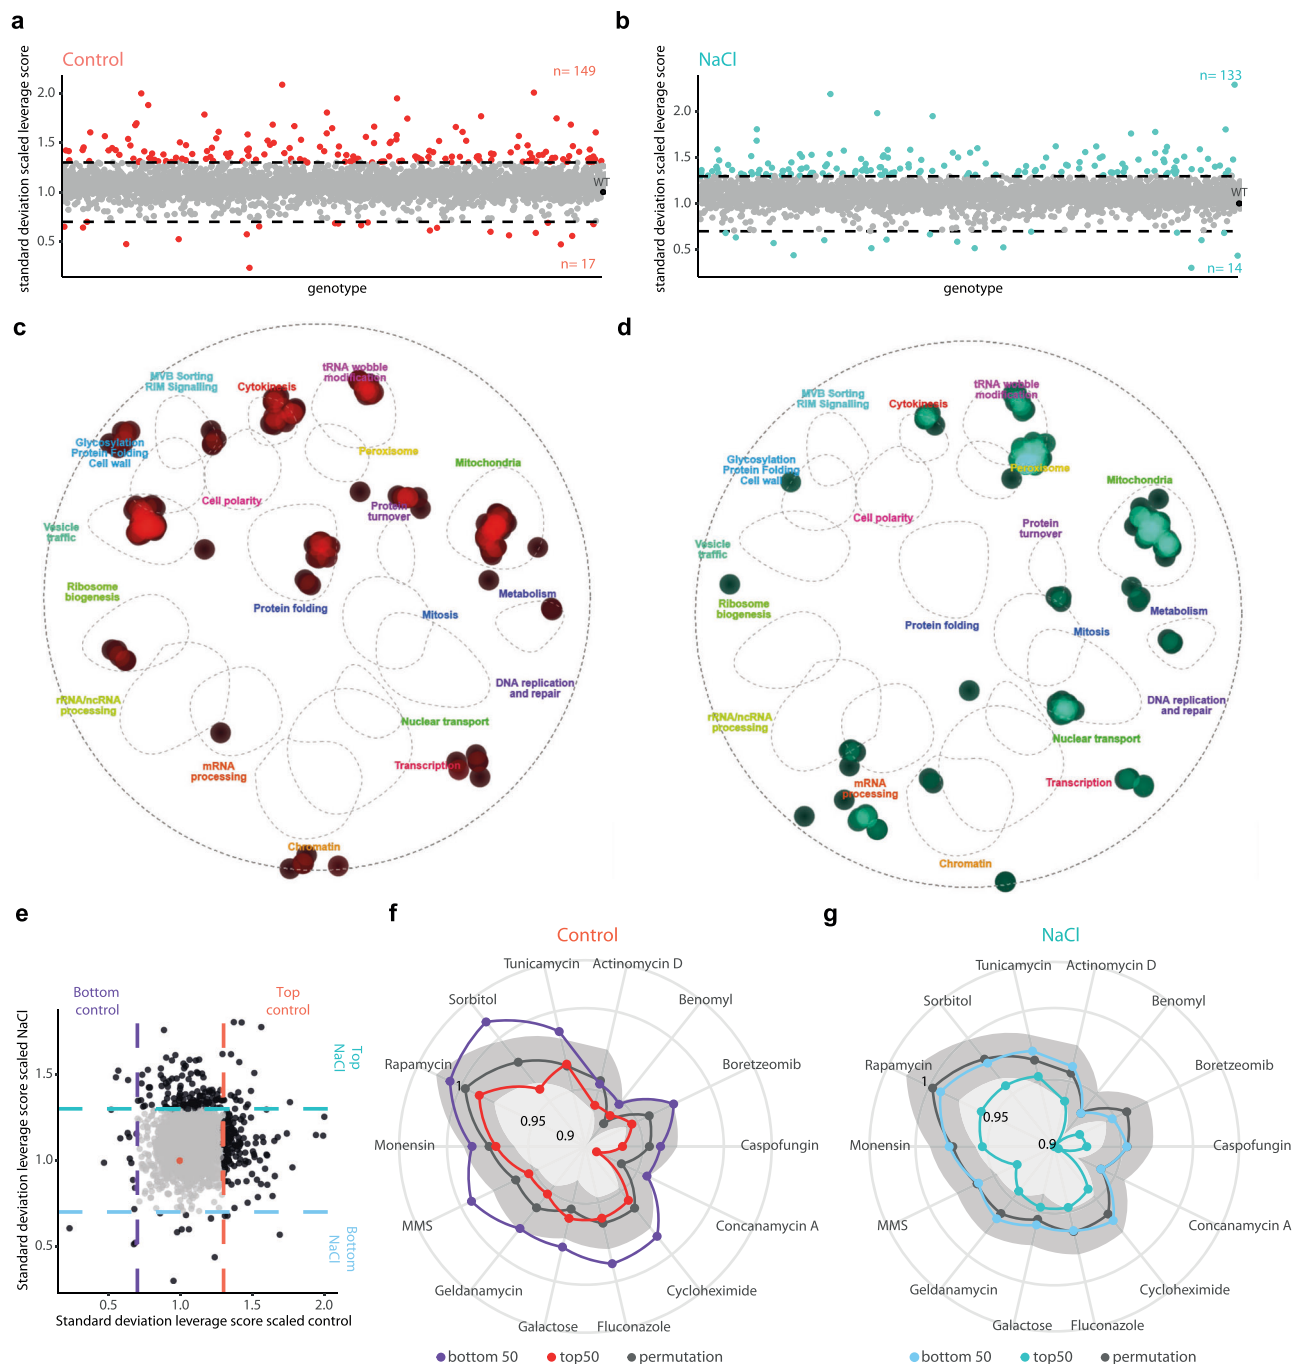 a
Control
n= 149
standard deviation scaled leverage score
2.0
1.5
1.0
0.5
WT
n= 17
genotype
b
NaCl
n= 133
standard deviation scaled leverage score
2.0
1.5
1.0
0.5
WT
n= 14
genotype
c
MVB Sorting
RIM Signalling
Cytokinesis
tRNA wobble
modification
Glycosylation
Protein Folding
Cell wall
Peroxisome
Mitochondria
Cell polarity
Protein
turnover
Vesicle
traffic
Ribosome
biogenesis
Protein folding
Mitosis
Metabolism
rRNA/ncRNA
processing
DNA replication
and repair
Nuclear transport
mRNA
processing
Transcription
Chromatin
d
MVB Sorting
RIM Signalling
Cytokinesis
tRNA wobble
modification
Glycosylation
Protein Folding
Cell wall
Peroxisome
Mitochondria
Cell polarity
Protein
turnover
Vesicle
traffic
Ribosome
biogenesis
Protein folding
Mitosis
Metabolism
rRNA/ncRNA
processing
DNA replication
and repair
Nuclear transport
mRNA
processing
Transcription
Chromatin
e
Bottom
control
Top
control
Top
NaCl
Bottom
NaCl
Standard deviation leverage score scaled NaCl
1.5
1.0
0.5
0.5
1.0
1.5
2.0
Standard deviation leverage score scaled control
f
Control
Tunicamycin
Actinomycin D
Sorbitol
Benomyl
Rapamycin
Boretzeomib
1
0.95
0.9
Monensin
Caspofungin
MMS
Concanamycin A
Geldanamycin
Cycloheximide
Galactose
Fluconazole
bottom 50
top50
permutation
g
NaCl
Tunicamycin
Actinomycin D
Sorbitol
Benomyl
Rapamycin
Boretzeomib
1
0.95
0.9
Monensin
Caspofungin
MMS
Concanamycin A
Geldanamycin
Cycloheximide
Galactose
Fluconazole
bottom 50
top50
permutation